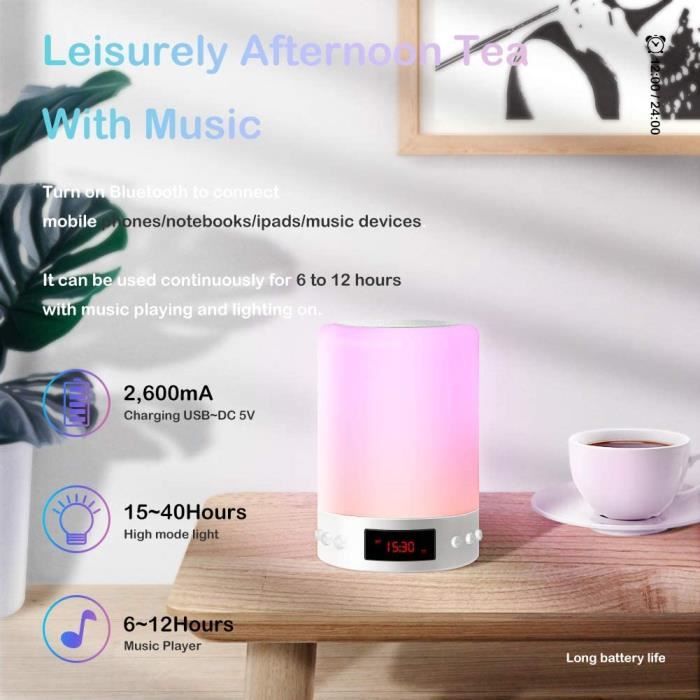 Leisurely Afternoon Tea
With Music
12:00 / 24:00
Turn on Bluetooth to connect
mobile phones/notebooks/ipads/music devices.
It can be used continuously for 6 to 12 hours
with music playing and lighting on.
2,600mA
Charging USB~DC 5V
15~40Hours
High mode light
15:30
6~12Hours
Music Player
Long battery life